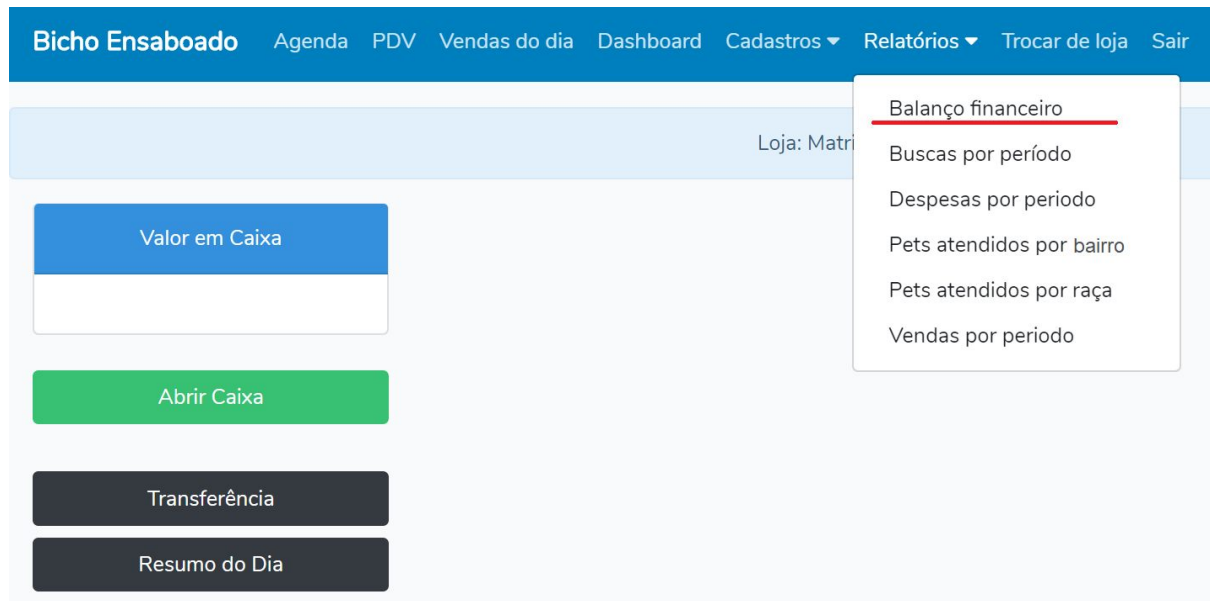 Bicho Ensaboado Agenda PDV Vendas do dia Dashboard Cadastros Relatórios Trocar de loja Sair
Balanço financeiro
Loja: Matri
Buscas por período
Despesas por periodo
Valor em Caixa
Pets atendidos por bairro
Pets atendidos por raça
Vendas por periodo
Abrir Caixa
Transferência
Resumo do Dia